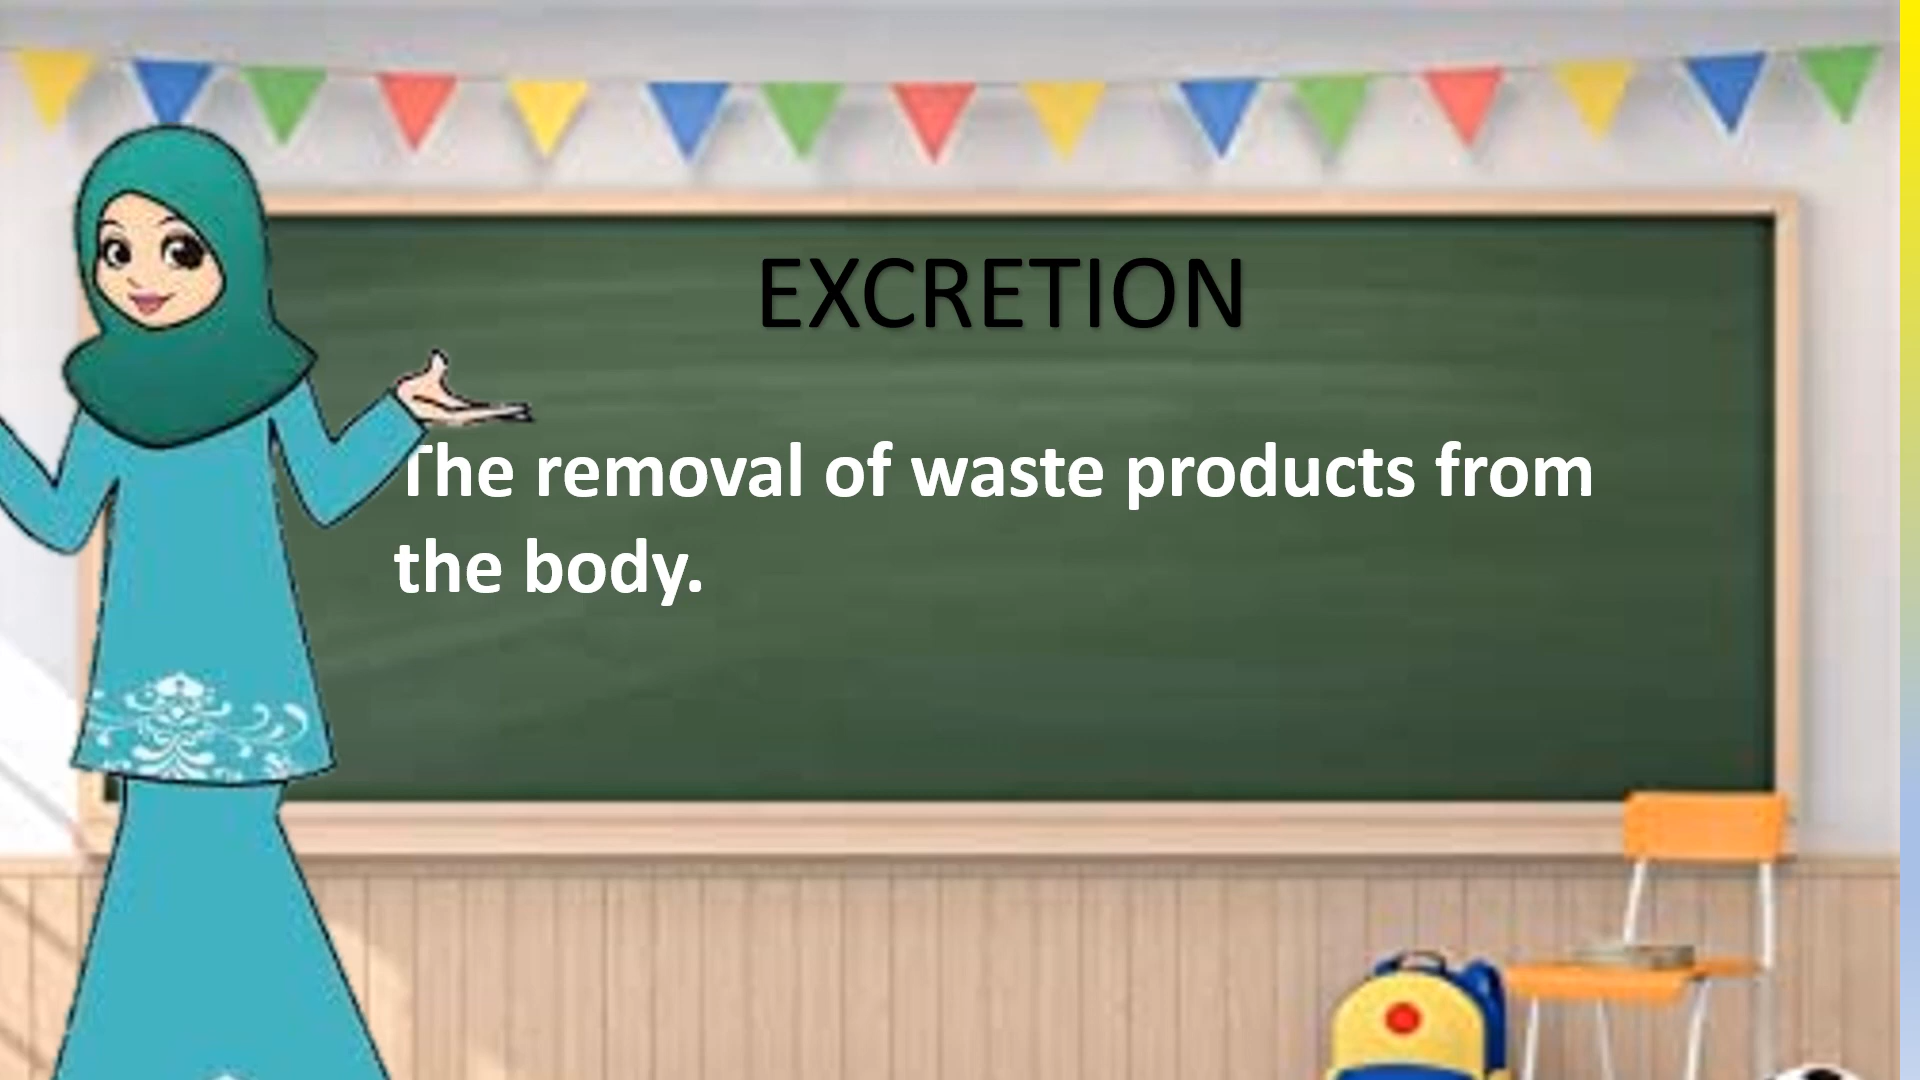 EXCRETION
The removal of waste products from
the body.